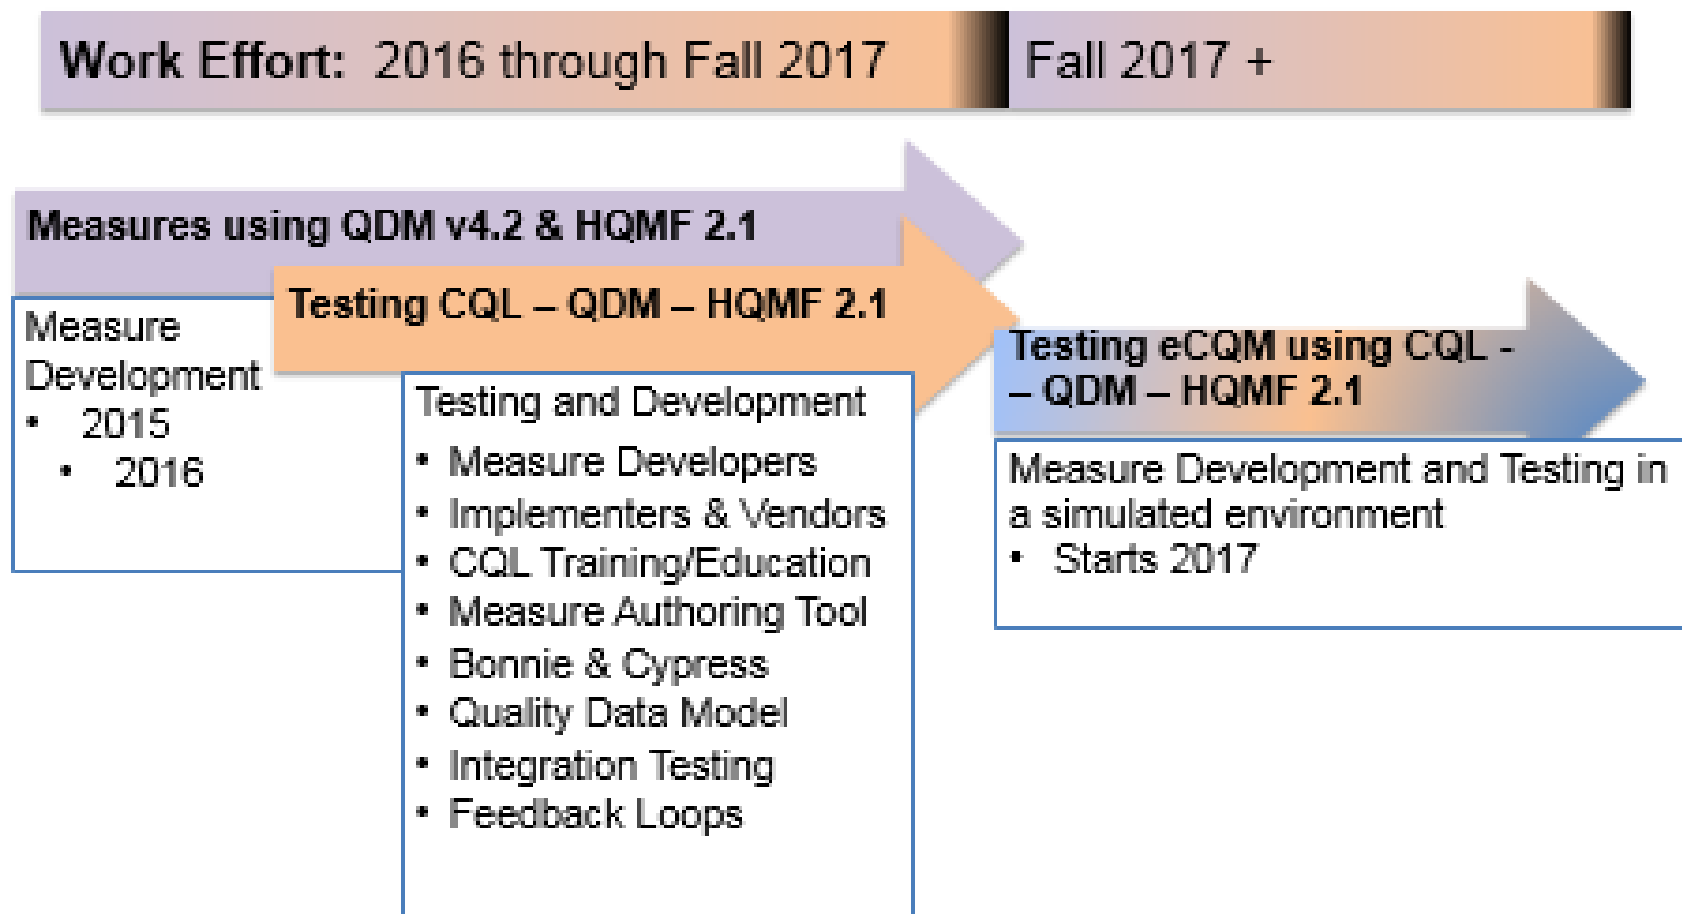 Work Effort: 2016 through Fall 2017
Fall 2017 +
Measures using QDM v4.2 & HQMF 2.1
Testing CQL – QDM – HQMF 2.1
Measure
Development
• 2015
• 2016
Testing and Development
• Measure Developers
• Implementers & Vendors
• CQL Training/Education
• Measure Authoring Tool
• Bonnie & Cypress
• Quality Data Model
• Integration Testing
• Feedback Loops
Testing eCQM using CQL -
– QDM – HQMF 2.1
Measure Development and Testing in
a simulated environment
• Starts 2017